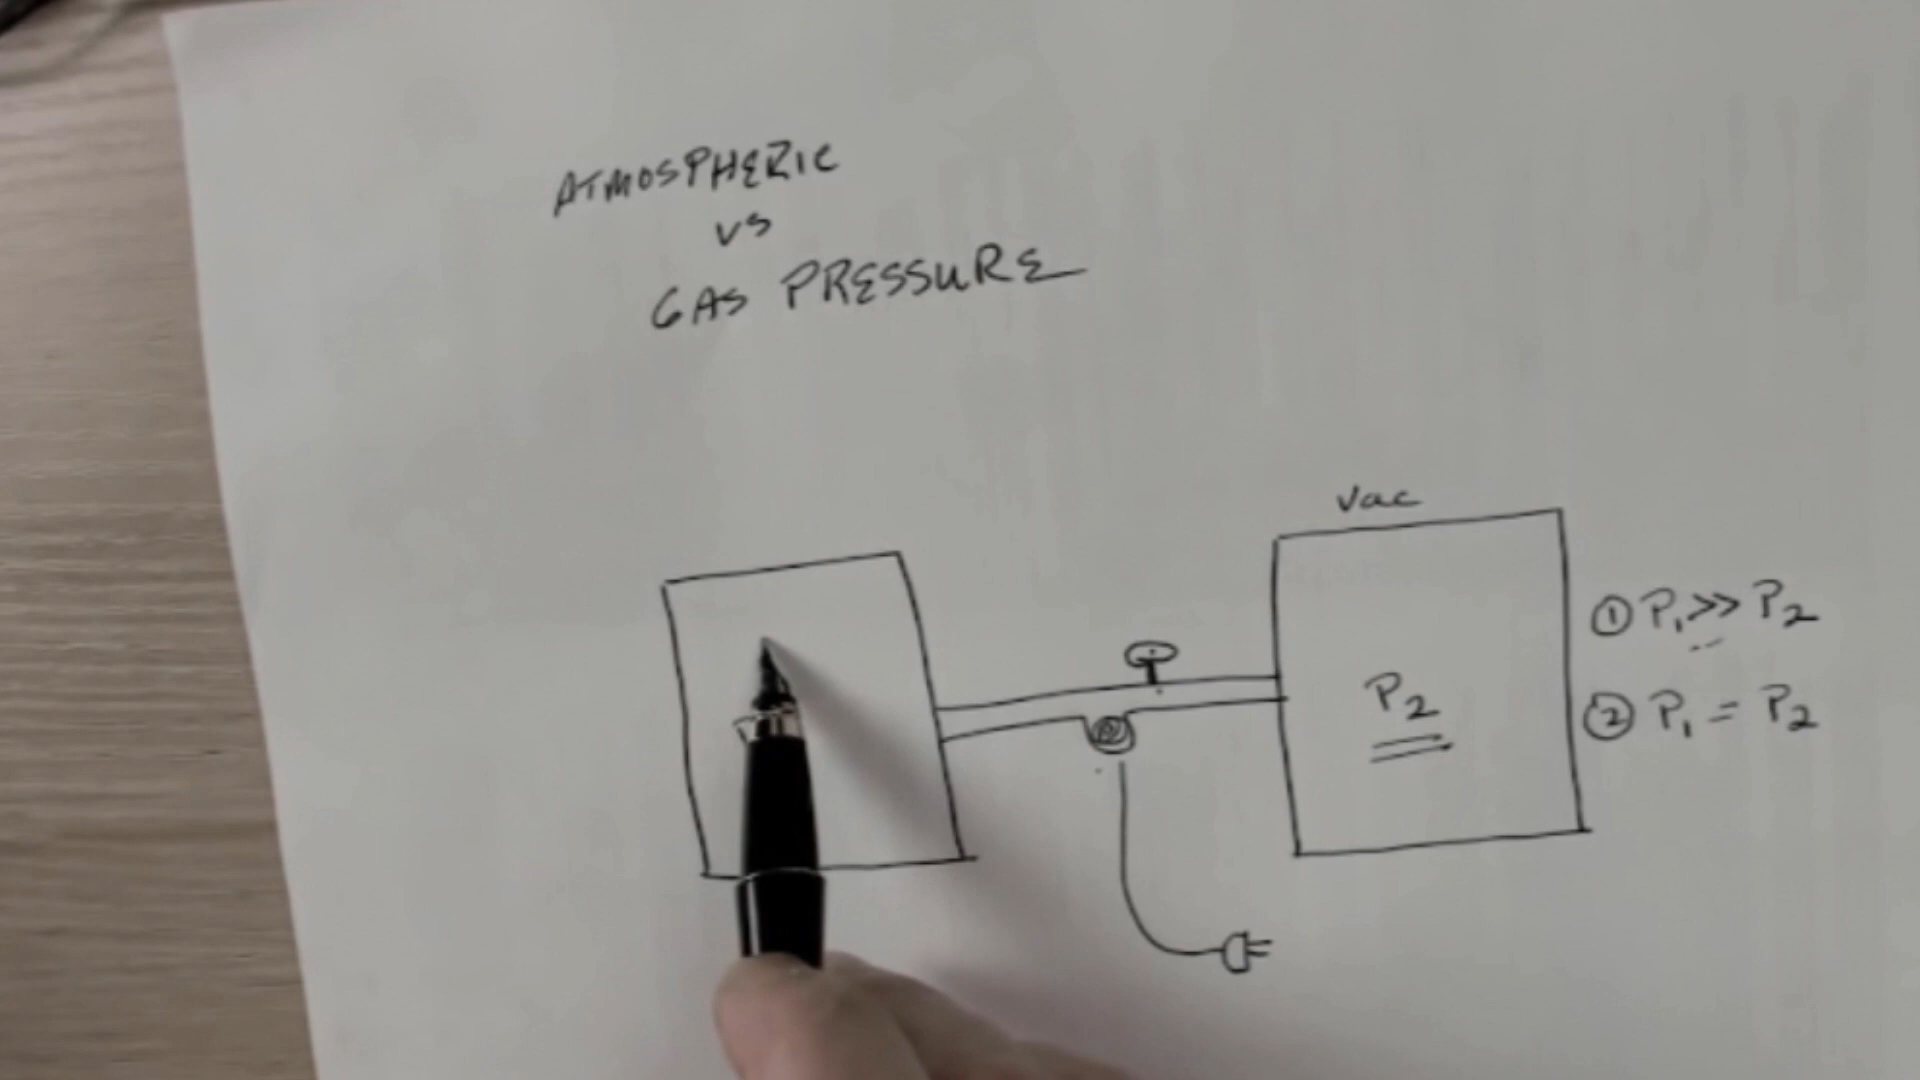 ATMOSPHERIC
vs
GAS PRESSURE
Vac
P2
① P1 >> P2
② P1 = P2